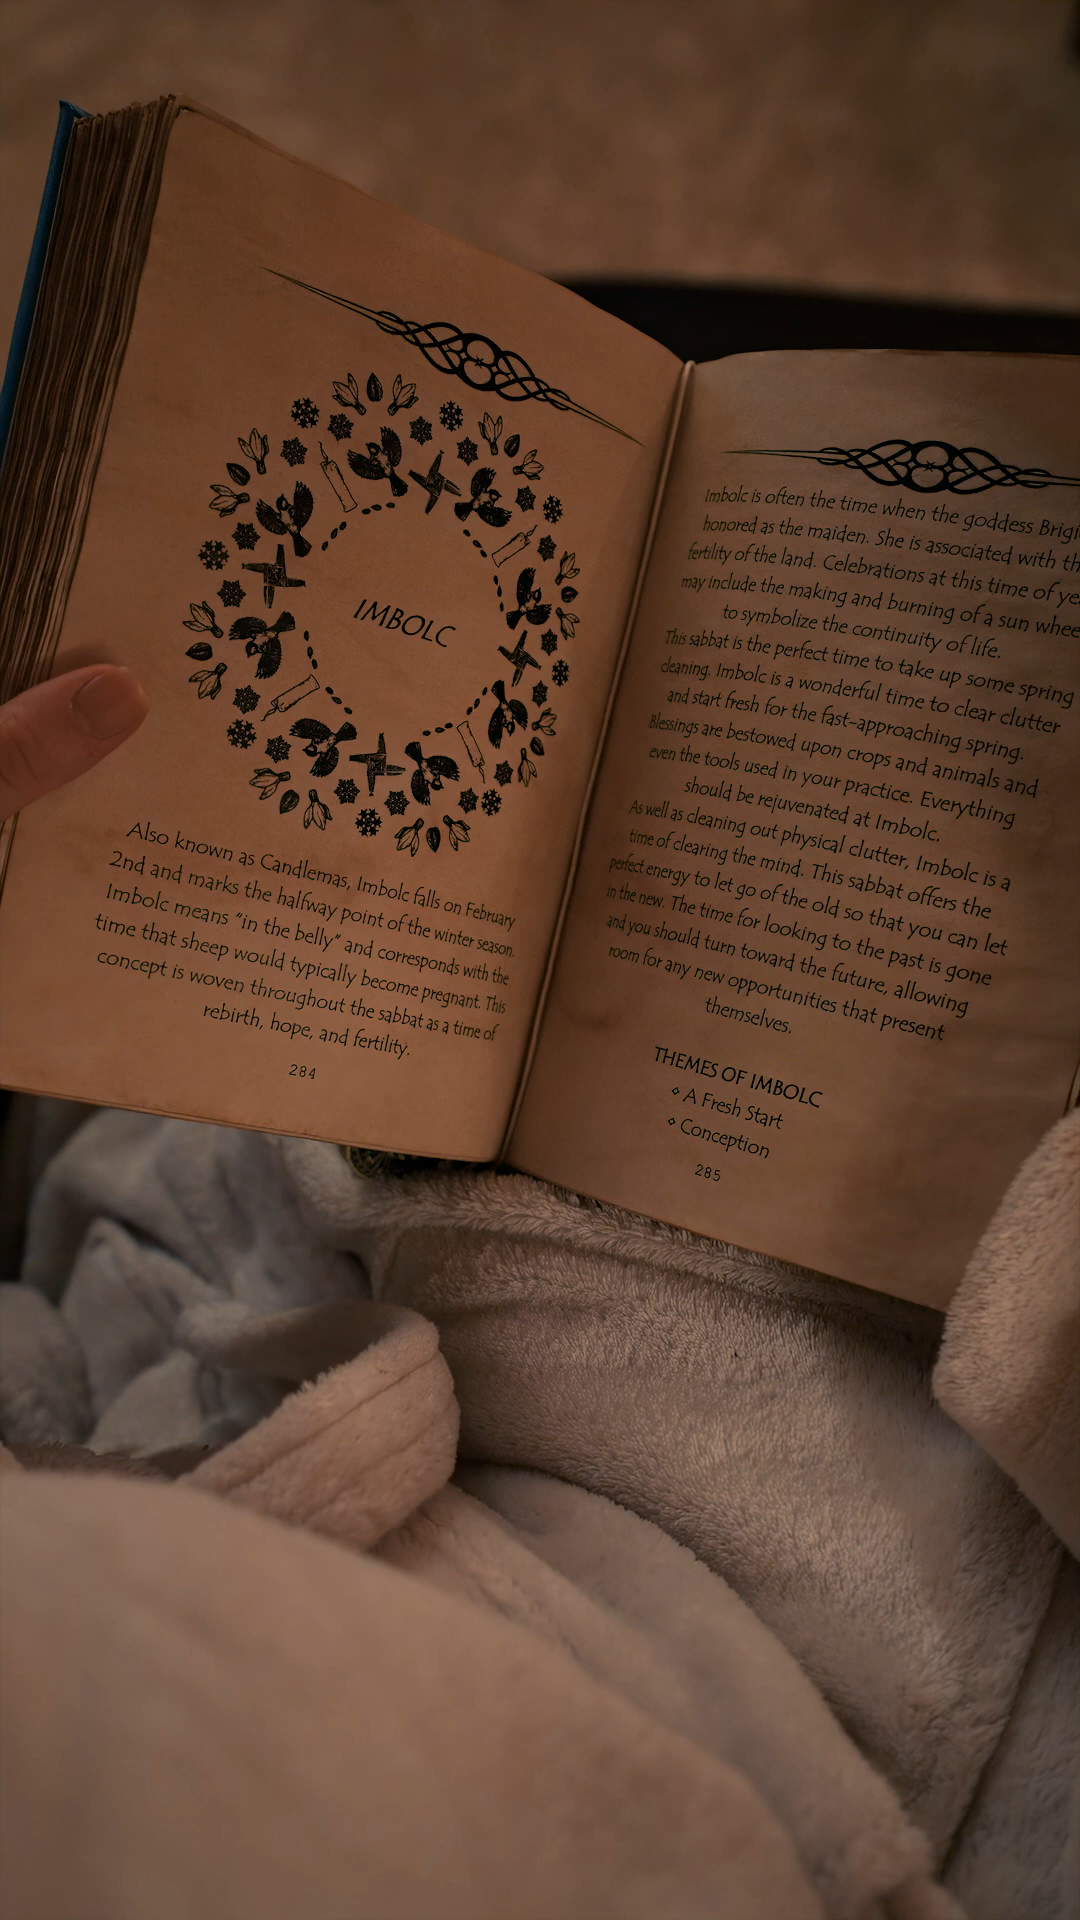 IMBOLC
Also known as Candlemas, Imbolc falls on February
2nd and marks the halfway point of the winter season.
Imbolc means "in the belly" and corresponds with the
time that sheep would typically become pregnant. This
concept is woven throughout the sabbat as a time of
rebirth, hope, and fertility.
284
Imbolc is often the time when the goddess Brigi
honored as the maiden. She is associated with th
fertility of the land. Celebrations at this time of ye
may include the making and burning of a sun whee
to symbolize the continuity of life.
This sabbat is the perfect time to take up some spring
cleaning. Imbolc is a wonderful time to clear clutter
and start fresh for the fast-approaching spring.
Blessings are bestowed upon crops and animals and
even the tools used in your practice. Everything
should be rejuvenated at Imbolc.
As well as cleaning out physical clutter, Imbolc is a
time of clearing the mind. This sabbat offers the
perfect energy to let go of the old so that you can let
in the new. The time for looking to the past is gone
and you should turn toward the future, allowing
room for any new opportunities that present
themselves.
THEMES OF IMBOLC
⋄ A Fresh Start
⋄ Conception
285